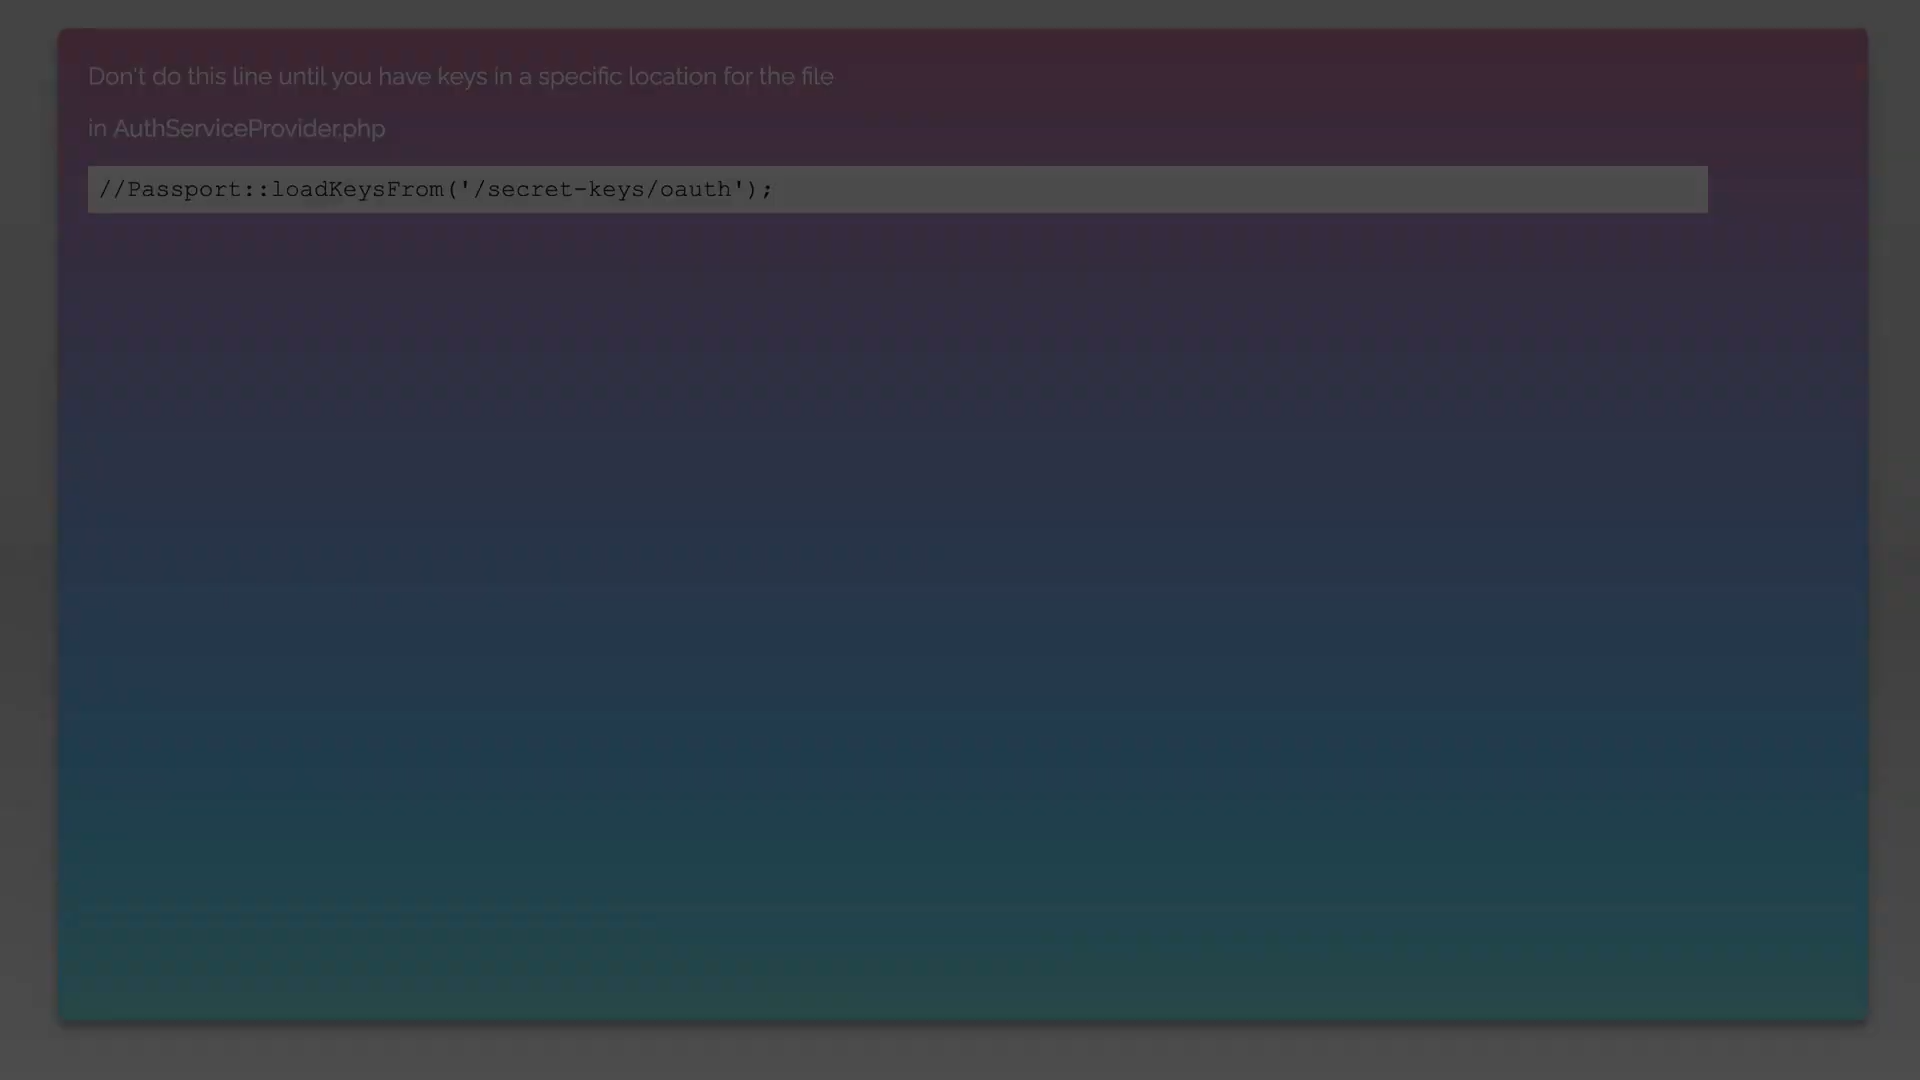 Don't do this line until you have keys in a specific location for the file
in AuthServiceProvider.php
//Passport::loadKeysFrom('/secret-keys/oauth');